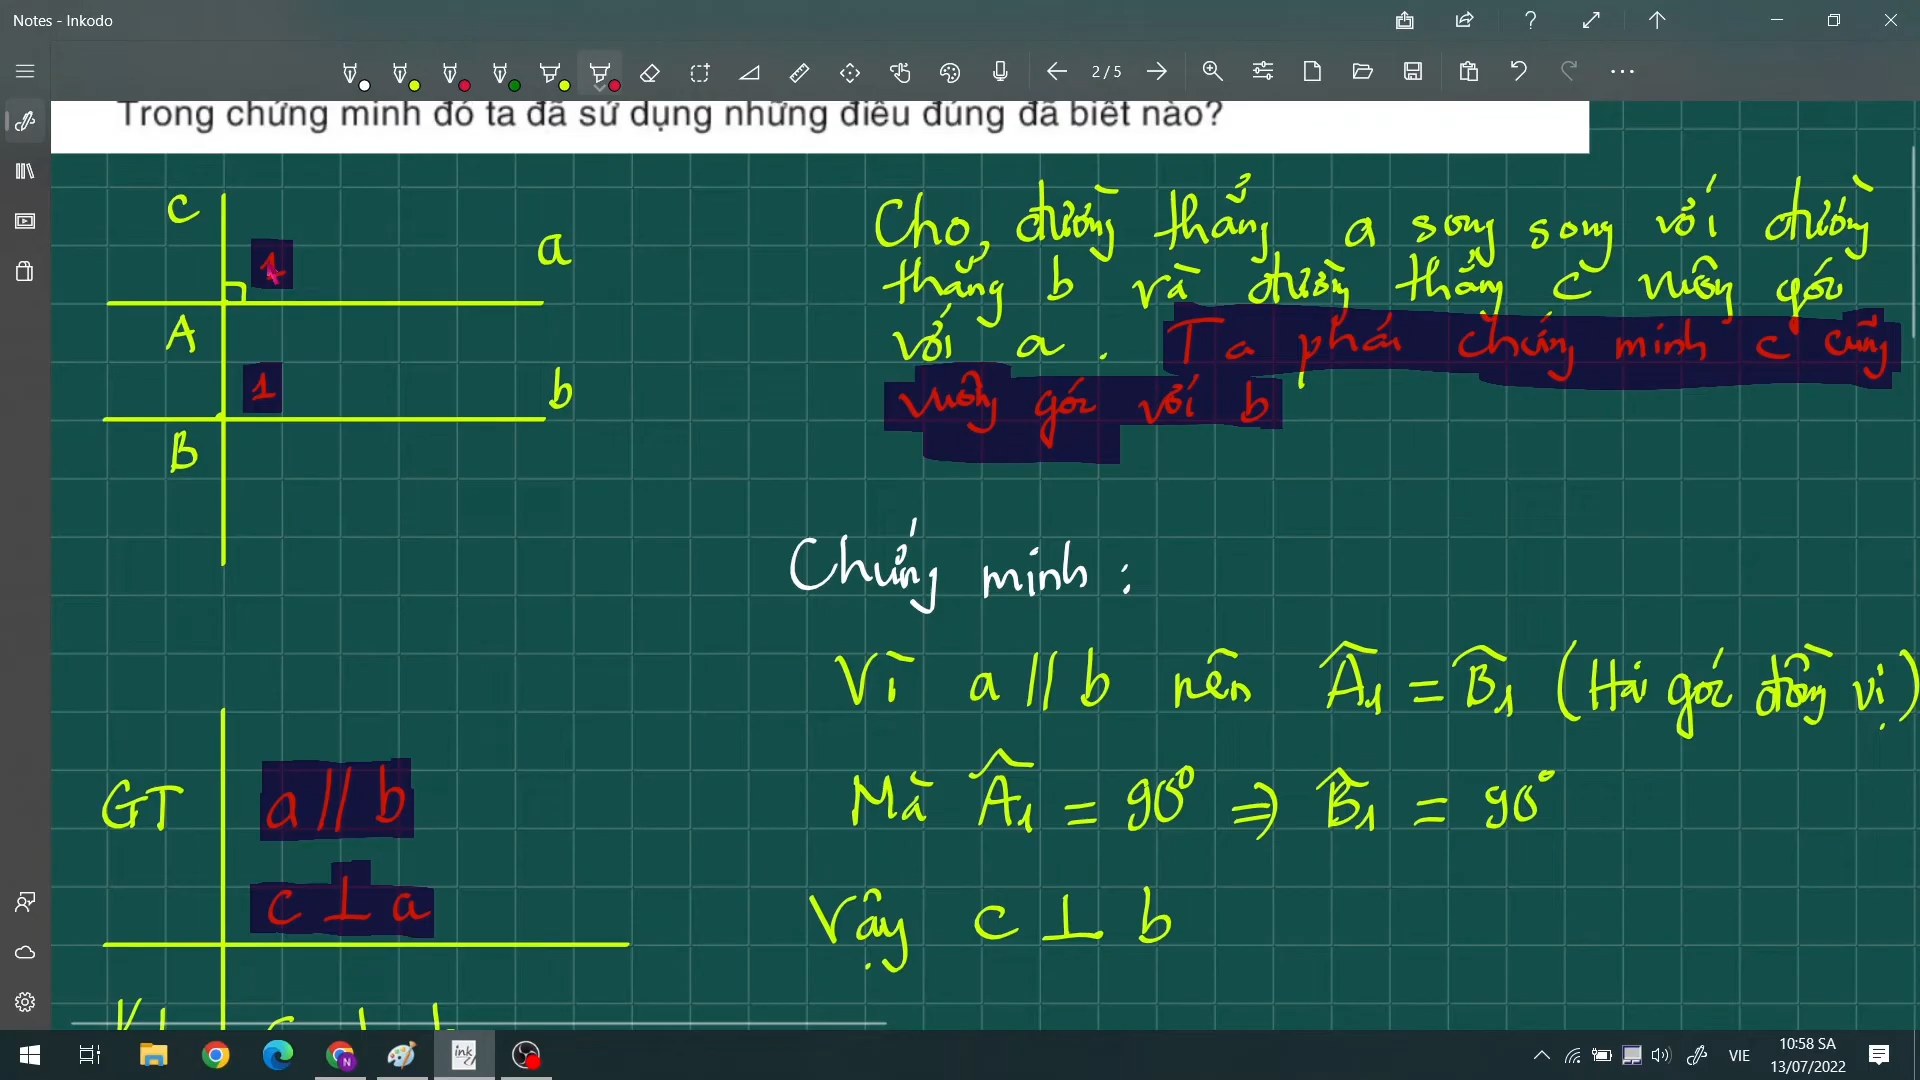 Notes - Inkodo
2 / 5
Trong chứng minh đó ta đã sử dụng những điều đúng đã biết nào?
c
1
a
A
1
b
B
Cho, đường thẳng a song song với đường
thẳng b và đường thẳng c vuông góc
với a. Ta phải chứng minh c cũng
vuông góc với b
Chứng minh:
Vì a // b nên Â₁ = B̂₁ (Hai góc đồng vị)
Mà Â₁ = 90° ⇒ B̂₁ = 90°
Vậy c ⊥ b
GT
a // b
c ⊥ a
VIE
10:58 SA
13/07/2022